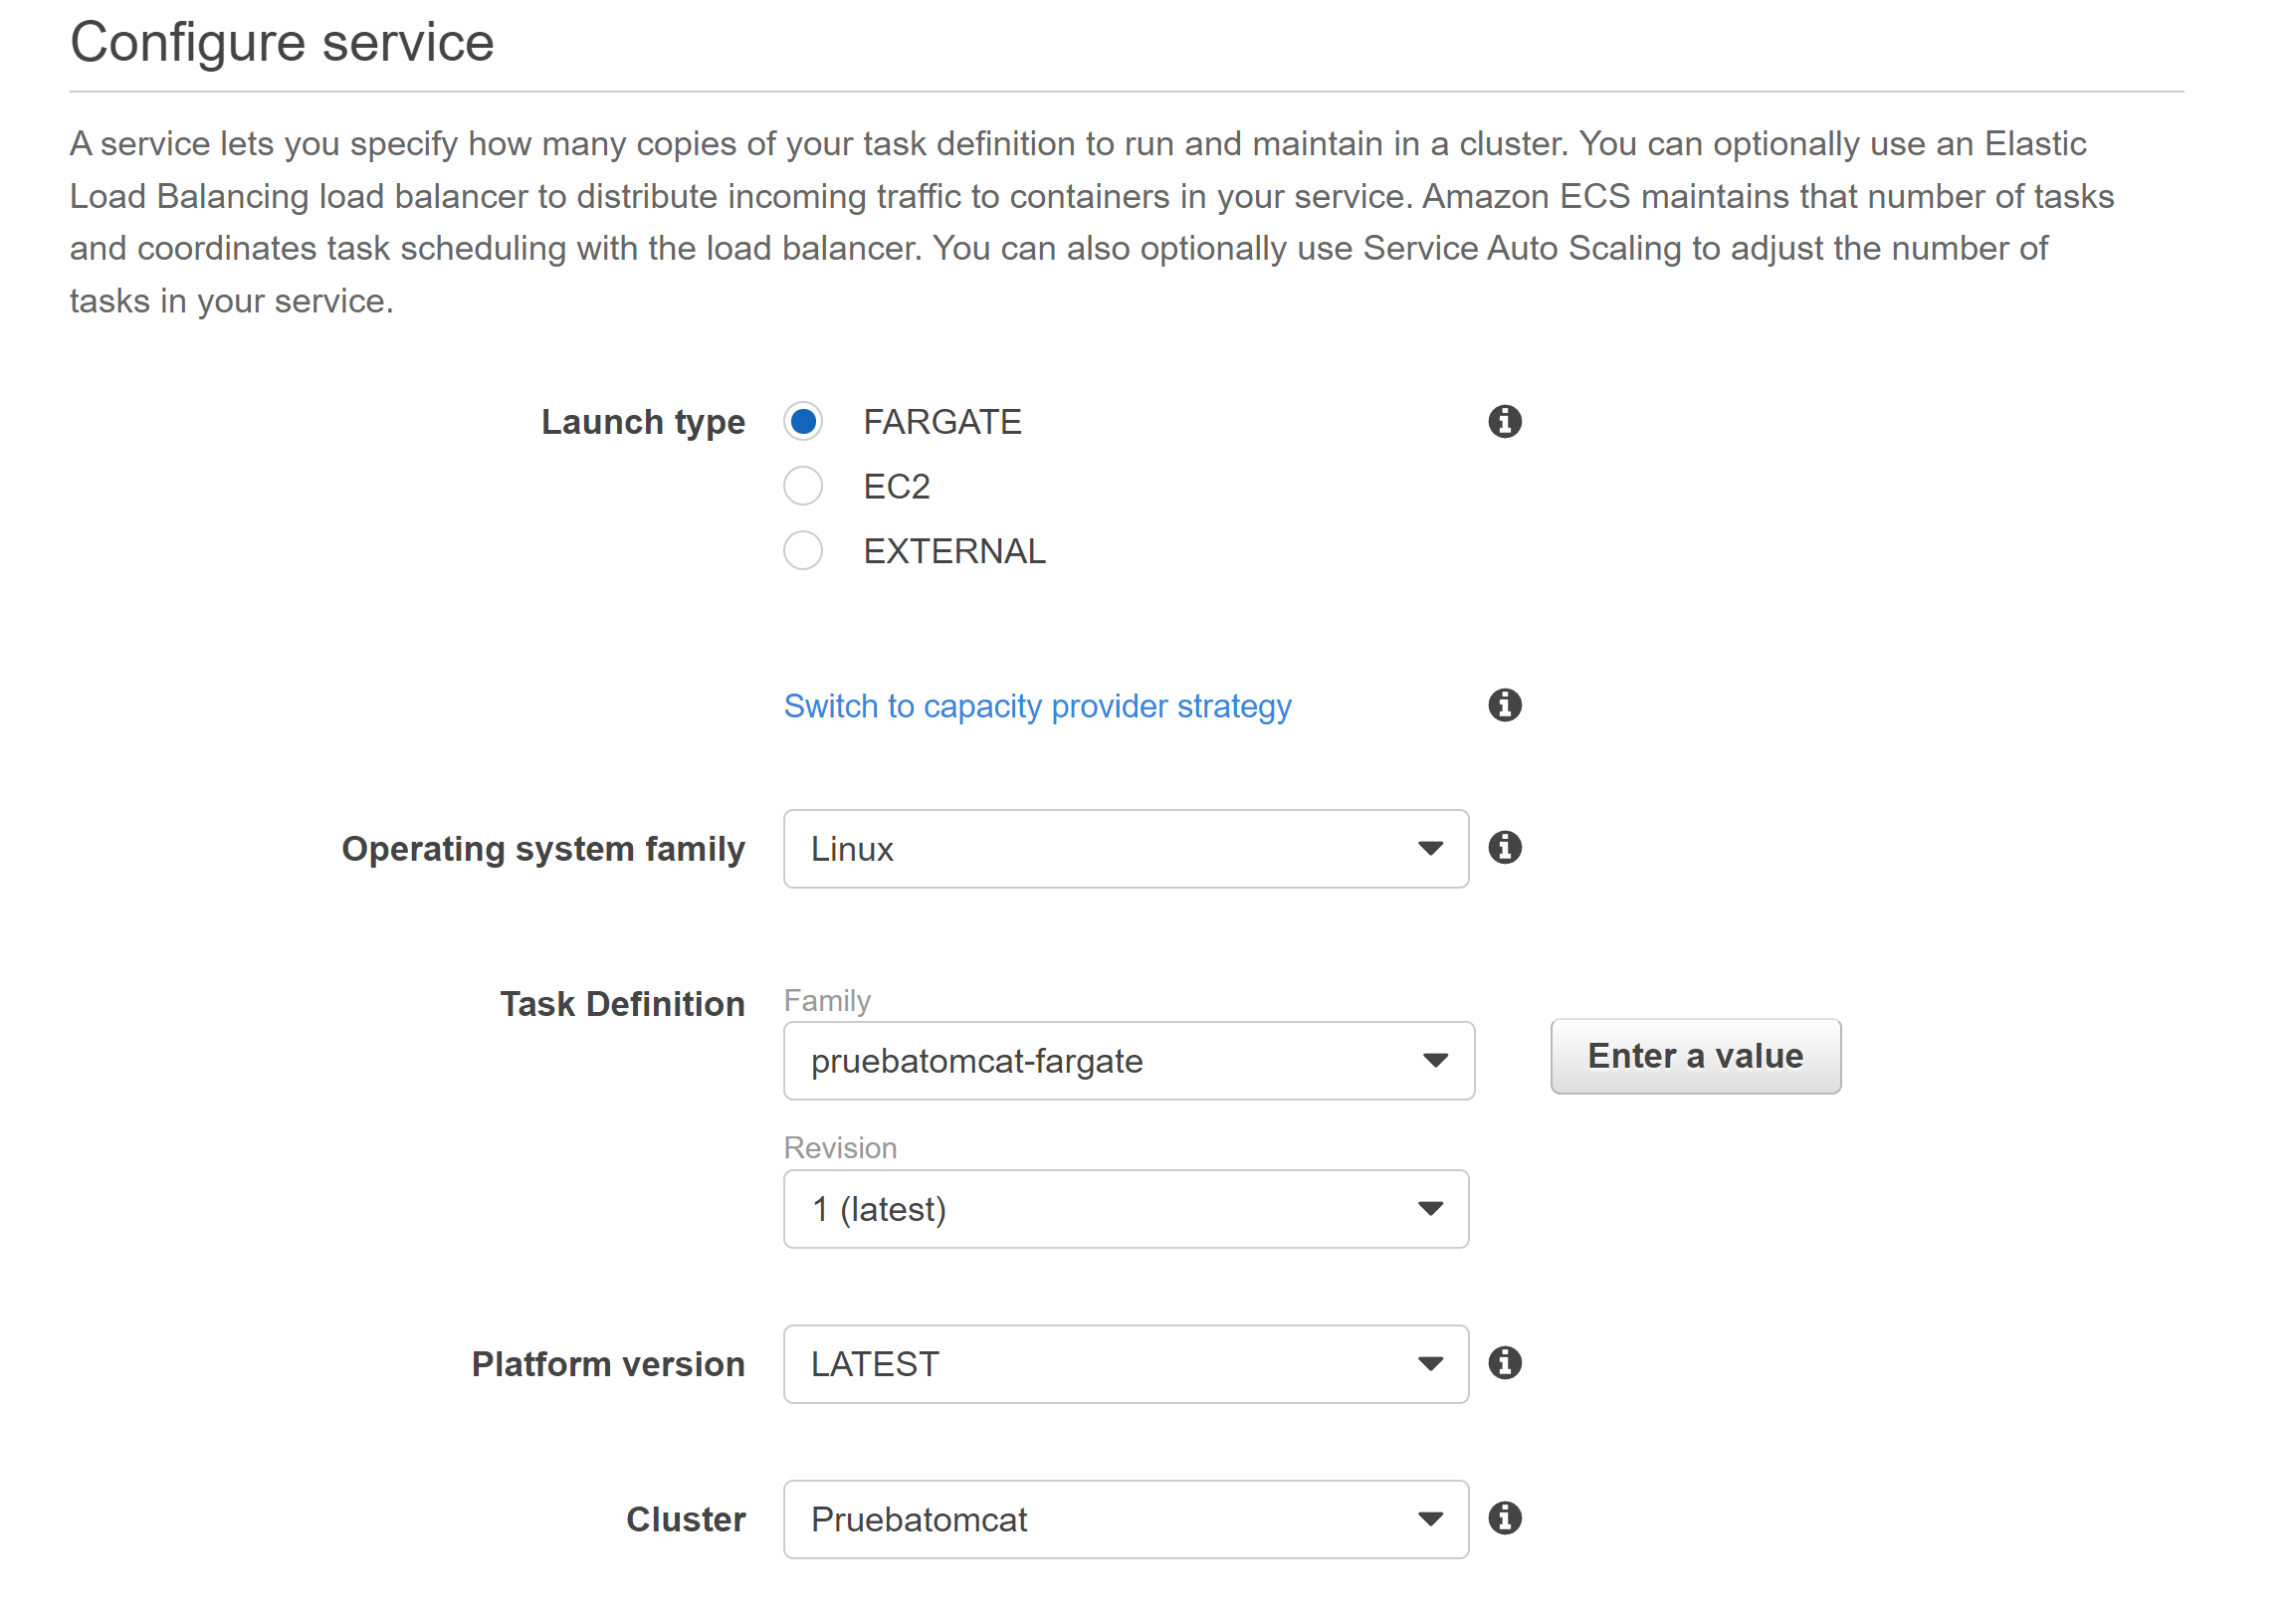 Configure service
A service lets you specify how many copies of your task definition to run and maintain in a cluster. You can optionally use an Elastic
Load Balancing load balancer to distribute incoming traffic to containers in your service. Amazon ECS maintains that number of tasks
and coordinates task scheduling with the load balancer. You can also optionally use Service Auto Scaling to adjust the number of
tasks in your service.
Launch type FARGATE
EC2
EXTERNAL
Switch to capacity provider strategy
Operating system family Linux
Task Definition Family
pruebatomcat-fargate Enter a value
Revision
1 (latest)
Platform version LATEST
Cluster Pruebatomcat